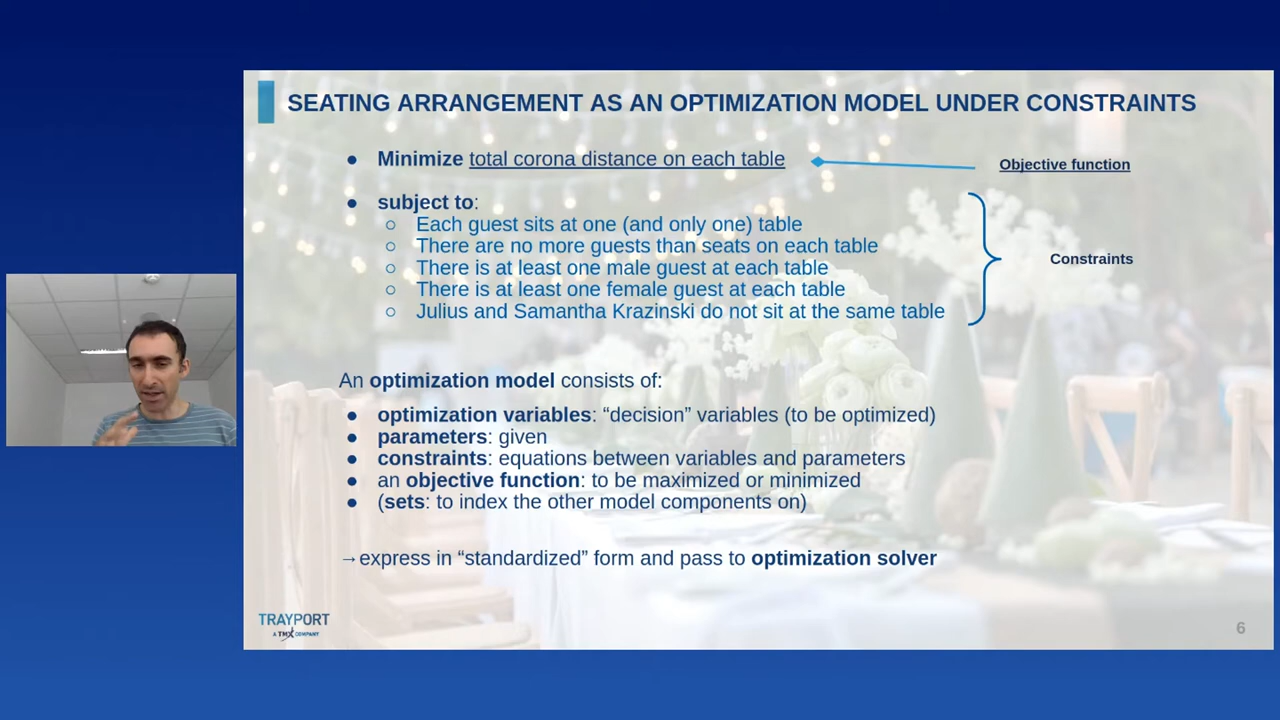 SEATING ARRANGEMENT AS AN OPTIMIZATION MODEL UNDER CONSTRAINTS
● Minimize total corona distance on each table
Objective function
● subject to:
○ Each guest sits at one (and only one) table
○ There are no more guests than seats on each table
○ There is at least one male guest at each table
○ There is at least one female guest at each table
○ Julius and Samantha Krazinski do not sit at the same table
Constraints
An optimization model consists of:
● optimization variables: “decision” variables (to be optimized)
● parameters: given
● constraints: equations between variables and parameters
● an objective function: to be maximized or minimized
● (sets: to index the other model components on)
→express in “standardized” form and pass to optimization solver
TRAYPORT
A TMX COMPANY
6